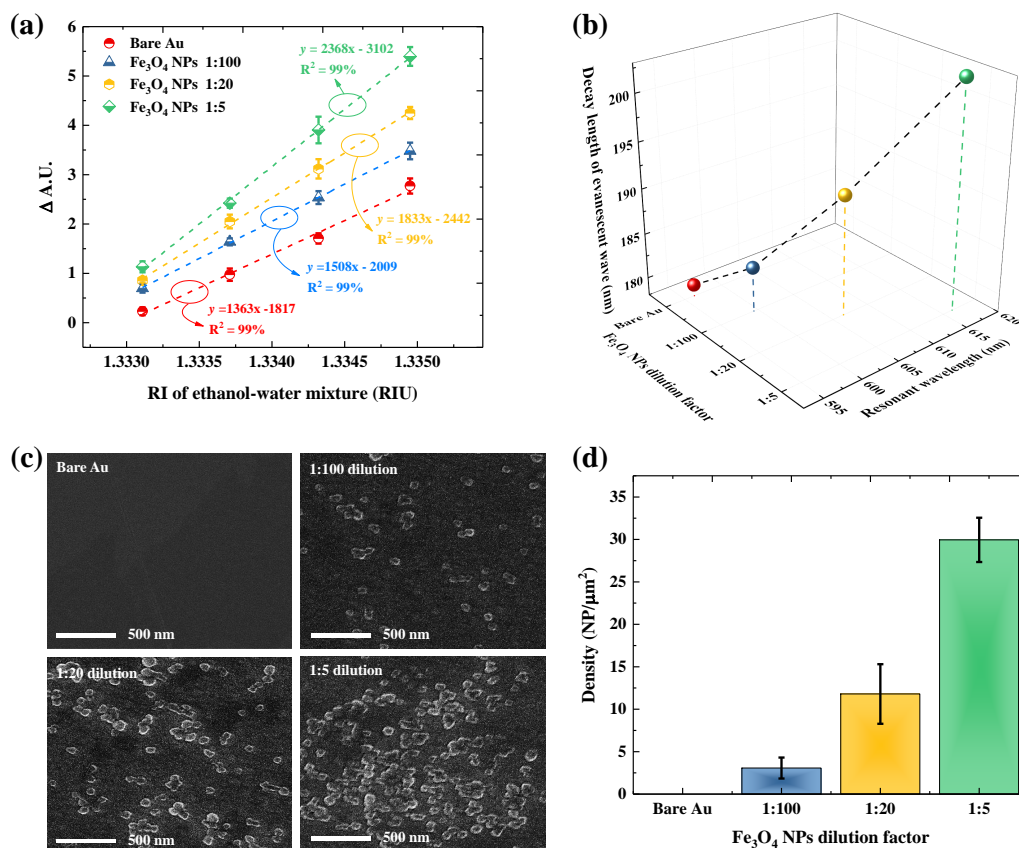 (a)
Bare Au
Fe₃O₄ NPs 1:100
Fe₃O₄ NPs 1:20
Fe₃O₄ NPs 1:5
y = 2368x - 3102
R² = 99%
y = 1833x - 2442
R² = 99%
y =1508x - 2009
R² = 99%
y =1363x -1817
R² = 99%
6
5
4
3
2
1
0
Δ A.U.
1.3330 1.3335 1.3340 1.3345 1.3350
RI of ethanol-water mixture (RIU)
(b)
Decay length of evanescent wave (nm)
200
195
190
185
180
Bare Au
1:100
1:20
1:5
Fe₃O₄ NPs dilution factor
595
600
605
610
615
620
Resonant wavelength (nm)
(c)
Bare Au
500 nm
1:100 dilution
500 nm
1:20 dilution
500 nm
1:5 dilution
500 nm
(d)
Density (NP/μm²)
35
30
25
20
15
10
5
0
Bare Au 1:100 1:20 1:5
Fe₃O₄ NPs dilution factor